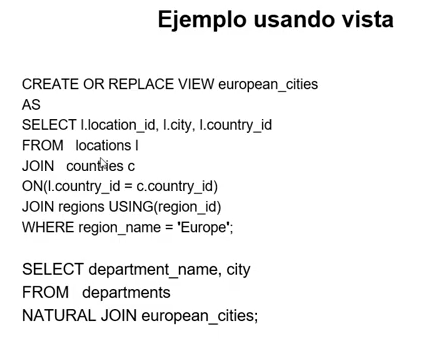 Ejemplo usando vista
CREATE OR REPLACE VIEW european_cities
AS
SELECT l.location_id, l.city, l.country_id
FROM locations l
JOIN countries c
ON(l.country_id = c.country_id)
JOIN regions USING(region_id)
WHERE region_name = 'Europe';
SELECT department_name, city
FROM departments
NATURAL JOIN european_cities;